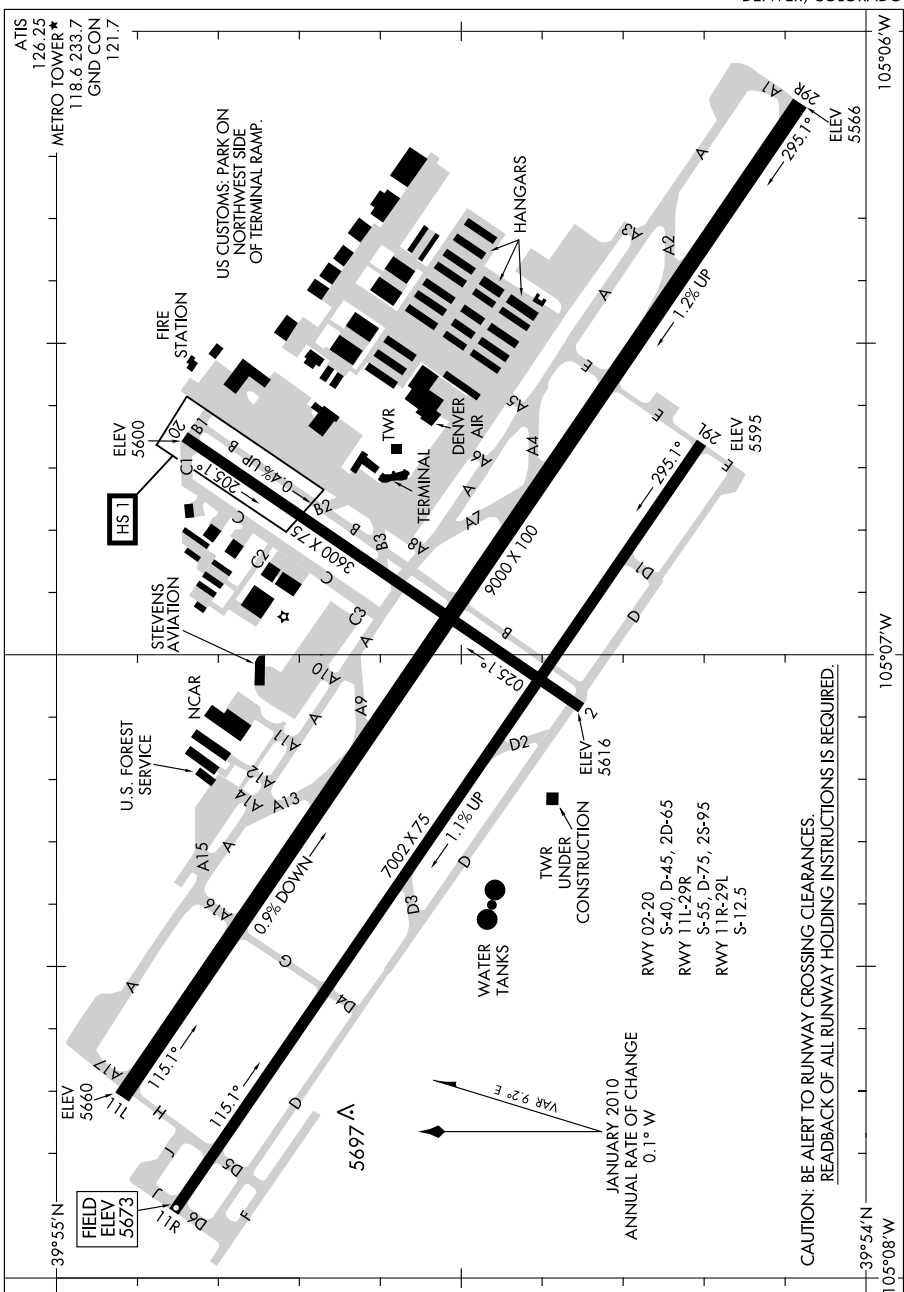 DENVER, COLORADO
ATIS
126.25
METRO TOWER★
118.6 233.7
GND CON
121.7
105°06'W
US CUSTOMS: PARK ON
NORTHWEST SIDE
OF TERMINAL RAMP.
HANGARS
FIRE
STATION
ELEV
5600
HS 1
20
B1
C1
B
205.1°
0.4% UP
C
B2
B
3600 X 75
C2
B3
C
C3
TWR
TERMINAL
DENVER
AIR
STEVENS
AVIATION
NCAR
U.S. FOREST
SERVICE
A1
29R
ELEV
5566
295.1°
A
A3
A2
A
1.2% UP
E
E
E
A5
A4
A6
A
A7
A8
29L
ELEV
5595
295.1°
9000 X 100
D1
D
B
A
A10
A9
A
A11
A12
A14
A13
A15
A
A16
0.9% DOWN
025.1°
2
ELEV
5616
D2
105°07'W
7002 X 75
1.1% UP
D
D3
TWR
UNDER
CONSTRUCTION
WATER
TANKS
G
D4
A
A17
115.1°
11L
ELEV
5660
H
J
J
115.1°
D
D5
D6
F
11R
FIELD
ELEV
5673
5697
RWY 02-20
S-40, D-45, 2D-65
RWY 11L-29R
S-55, D-75, 2S-95
RWY 11R-29L
S-12.5
VAR 9.2° E
JANUARY 2010
ANNUAL RATE OF CHANGE
0.1° W
CAUTION: BE ALERT TO RUNWAY CROSSING CLEARANCES.
READBACK OF ALL RUNWAY HOLDING INSTRUCTIONS IS REQUIRED.
39°55'N
39°54'N
105°08'W